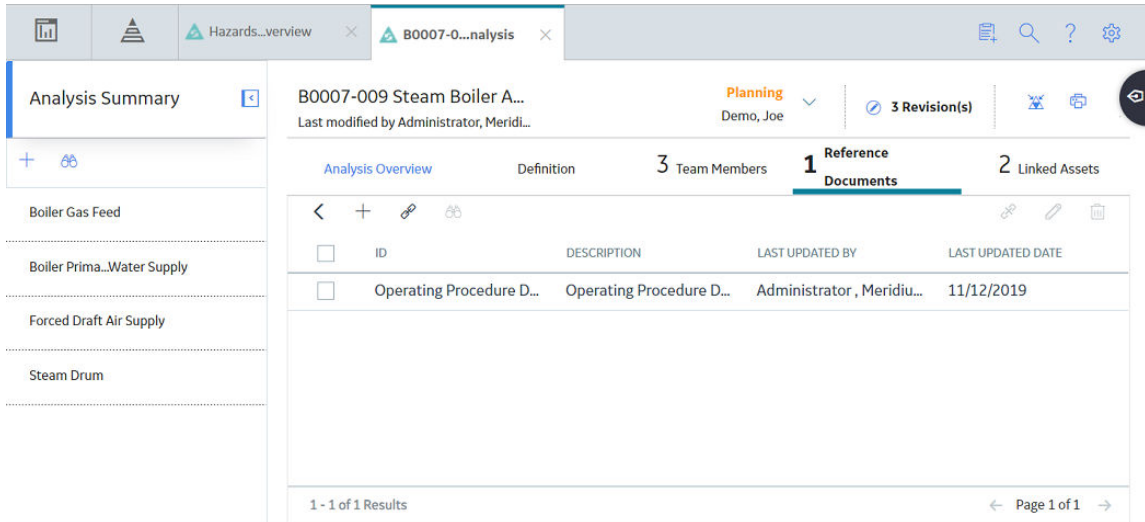 Hazards...verview
B0007-0...nalysis
Analysis Summary
B0007-009 Steam Boiler A...
Last modified by Administrator, Meridi...
Planning
Demo, Joe
3 Revision(s)
Analysis Overview
Definition
3 Team Members
1 Reference Documents
2 Linked Assets
Boiler Gas Feed
Boiler Prima...Water Supply
Forced Draft Air Supply
Steam Drum
ID DESCRIPTION LAST UPDATED BY LAST UPDATED DATE
Operating Procedure D... Operating Procedure D... Administrator , Meridiu... 11/12/2019
1 - 1 of 1 Results
Page 1 of 1